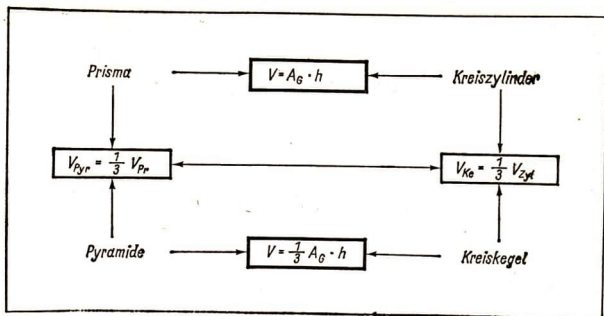 Prisma
V = A_G · h
Kreiszylinder
V_Pyr = 1/3 V_Pr
V_Ke = 1/3 V_Zyl
Pyramide
V = 1/3 A_G · h
Kreiskegel